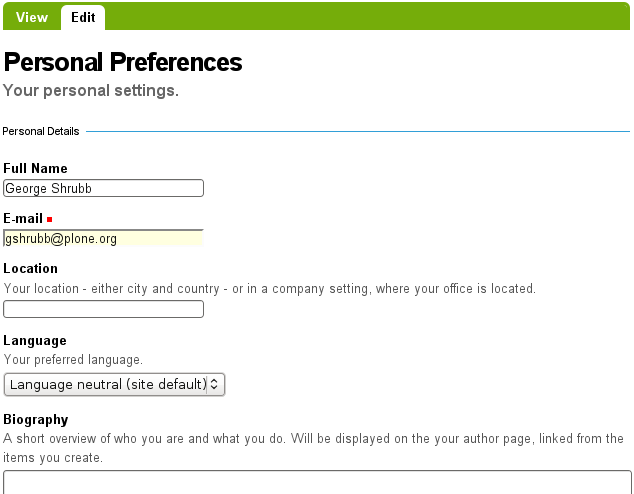 View Edit
Personal Preferences
Your personal settings.
Personal Details
Full Name
George Shrubb
E-mail
gshrubb@plone.org
Location
Your location - either city and country - or in a company setting, where your office is located.
Language
Your preferred language.
Language neutral (site default)
Biography
A short overview of who you are and what you do. Will be displayed on the your author page, linked from the
items you create.